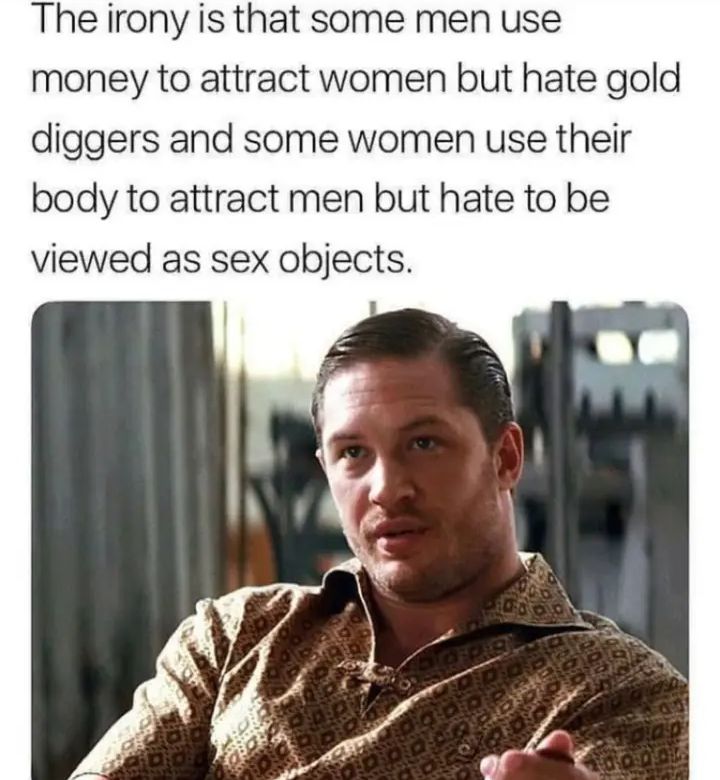 The irony is that some men use
money to attract women but hate gold
diggers and some women use their
body to attract men but hate to be
viewed as sex objects.